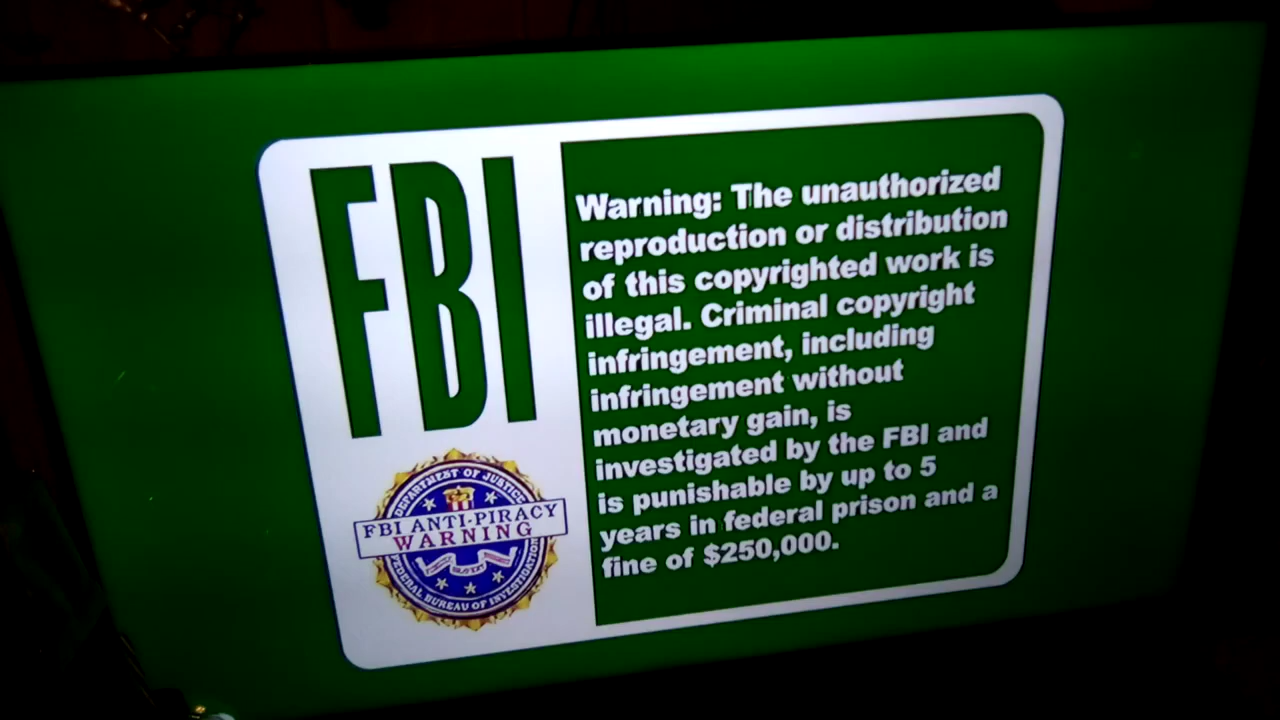 FBI
Warning: The unauthorized
reproduction or distribution
of this copyrighted work is
illegal. Criminal copyright
infringement, including
infringement without
monetary gain, is
investigated by the FBI and
is punishable by up to 5
years in federal prison and a
fine of $250,000.
DEPARTMENT OF JUSTICE
FBI ANTI-PIRACY
WARNING
FEDERAL BUREAU OF INVESTIGATION